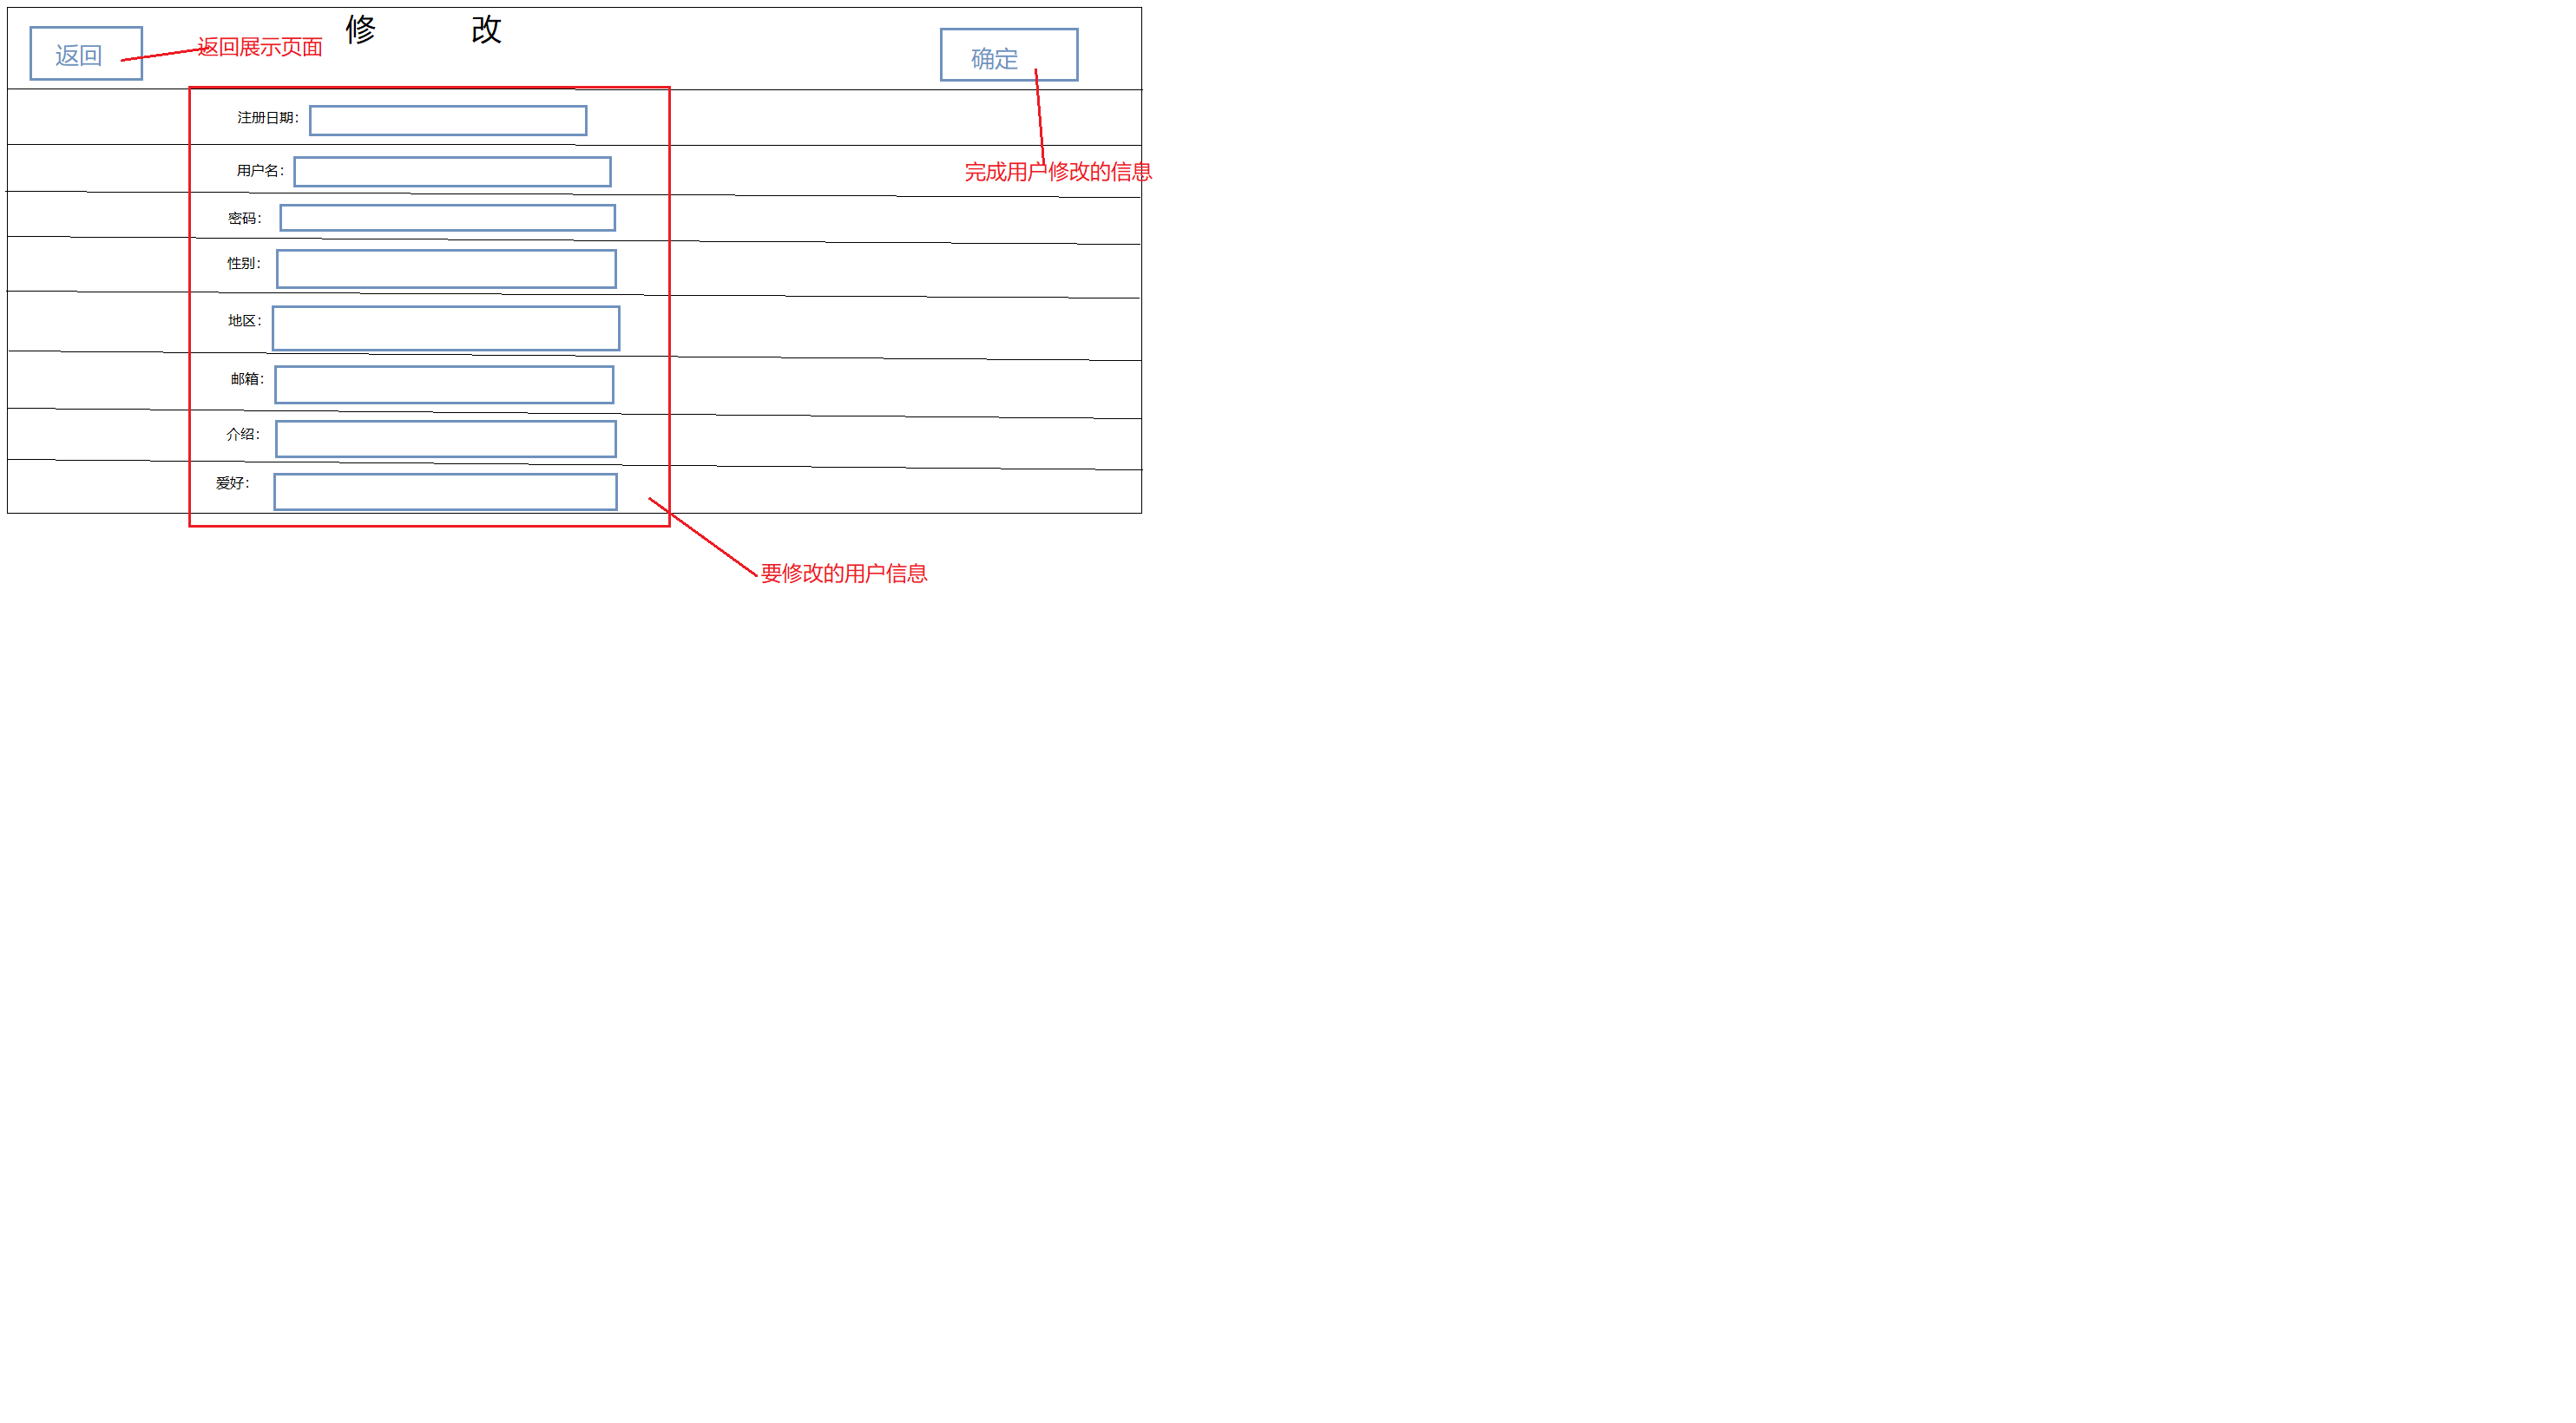 修 改
返回
返回展示页面
确定
注册日期：
完成用户修改的信息
用户名：
密码：
性别：
地区：
邮箱：
介绍：
爱好：
要修改的用户信息